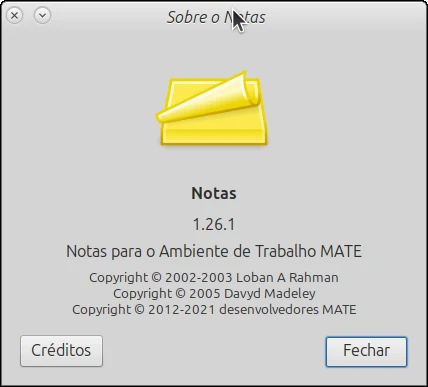 Sobre o Notas
Notas
1.26.1
Notas para o Ambiente de Trabalho MATE
Copyright © 2002-2003 Loban A Rahman
Copyright © 2005 Davyd Madeley
Copyright © 2012-2021 desenvolvedores MATE
Créditos
Fechar